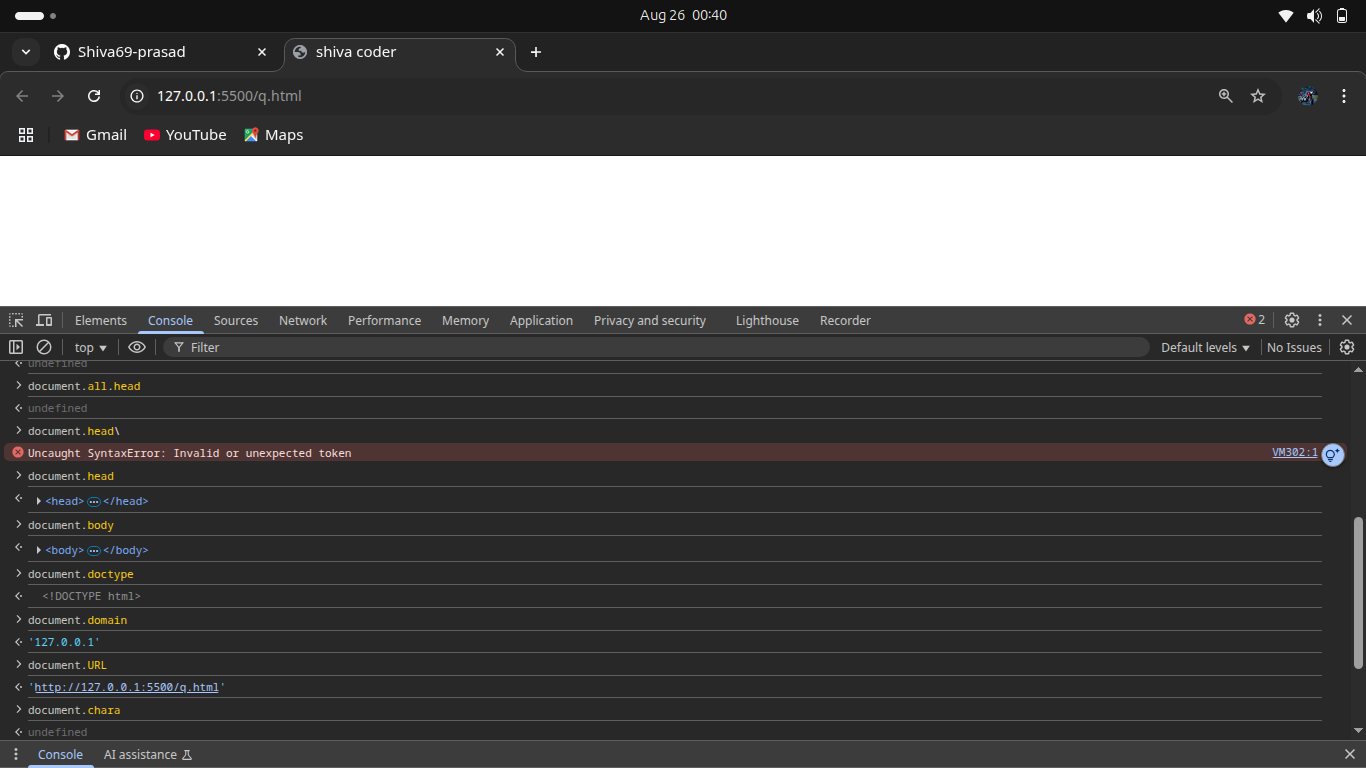 Aug 26 00:40
Shiva69-prasad
shiva coder
127.0.0.1:5500/q.html
Gmail YouTube Maps
Elements Console Sources Network Performance Memory Application Privacy and security Lighthouse Recorder 2
top Filter Default levels No Issues
undefined
document.all.head
undefined
document.head\
Uncaught SyntaxError: Invalid or unexpected token VM302:1
document.head
<head>…</head>
document.body
<body>…</body>
document.doctype
<!DOCTYPE html>
document.domain
'127.0.0.1'
document.URL
'http://127.0.0.1:5500/q.html'
document.chara
undefined
Console AI assistance